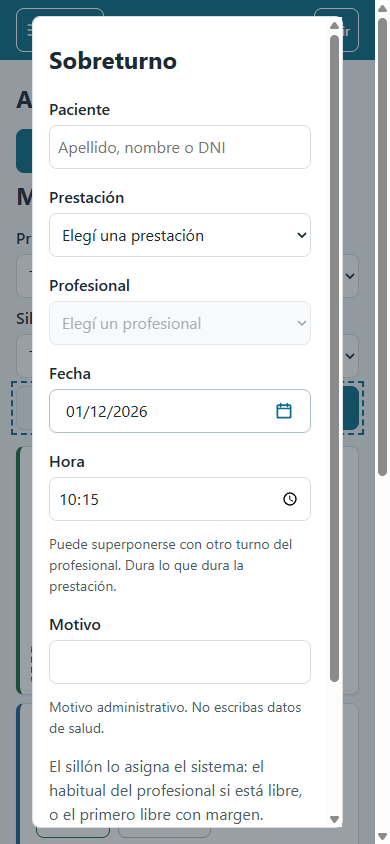 Sobreturno
Paciente
Apellido, nombre o DNI
Prestación
Elegí una prestación
Profesional
Elegí un profesional
Fecha
01/12/2026
Hora
10:15
Puede superponerse con otro turno del
profesional. Dura lo que dura la
prestación.
Motivo
Motivo administrativo. No escribas datos
de salud.
El sillón lo asigna el sistema: el
habitual del profesional si está libre,
o el primero libre con margen.